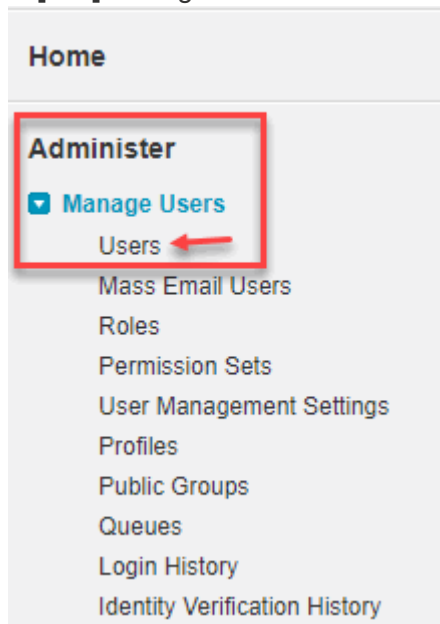 Home
Administer
Manage Users
Users
Mass Email Users
Roles
Permission Sets
User Management Settings
Profiles
Public Groups
Queues
Login History
Identity Verification History